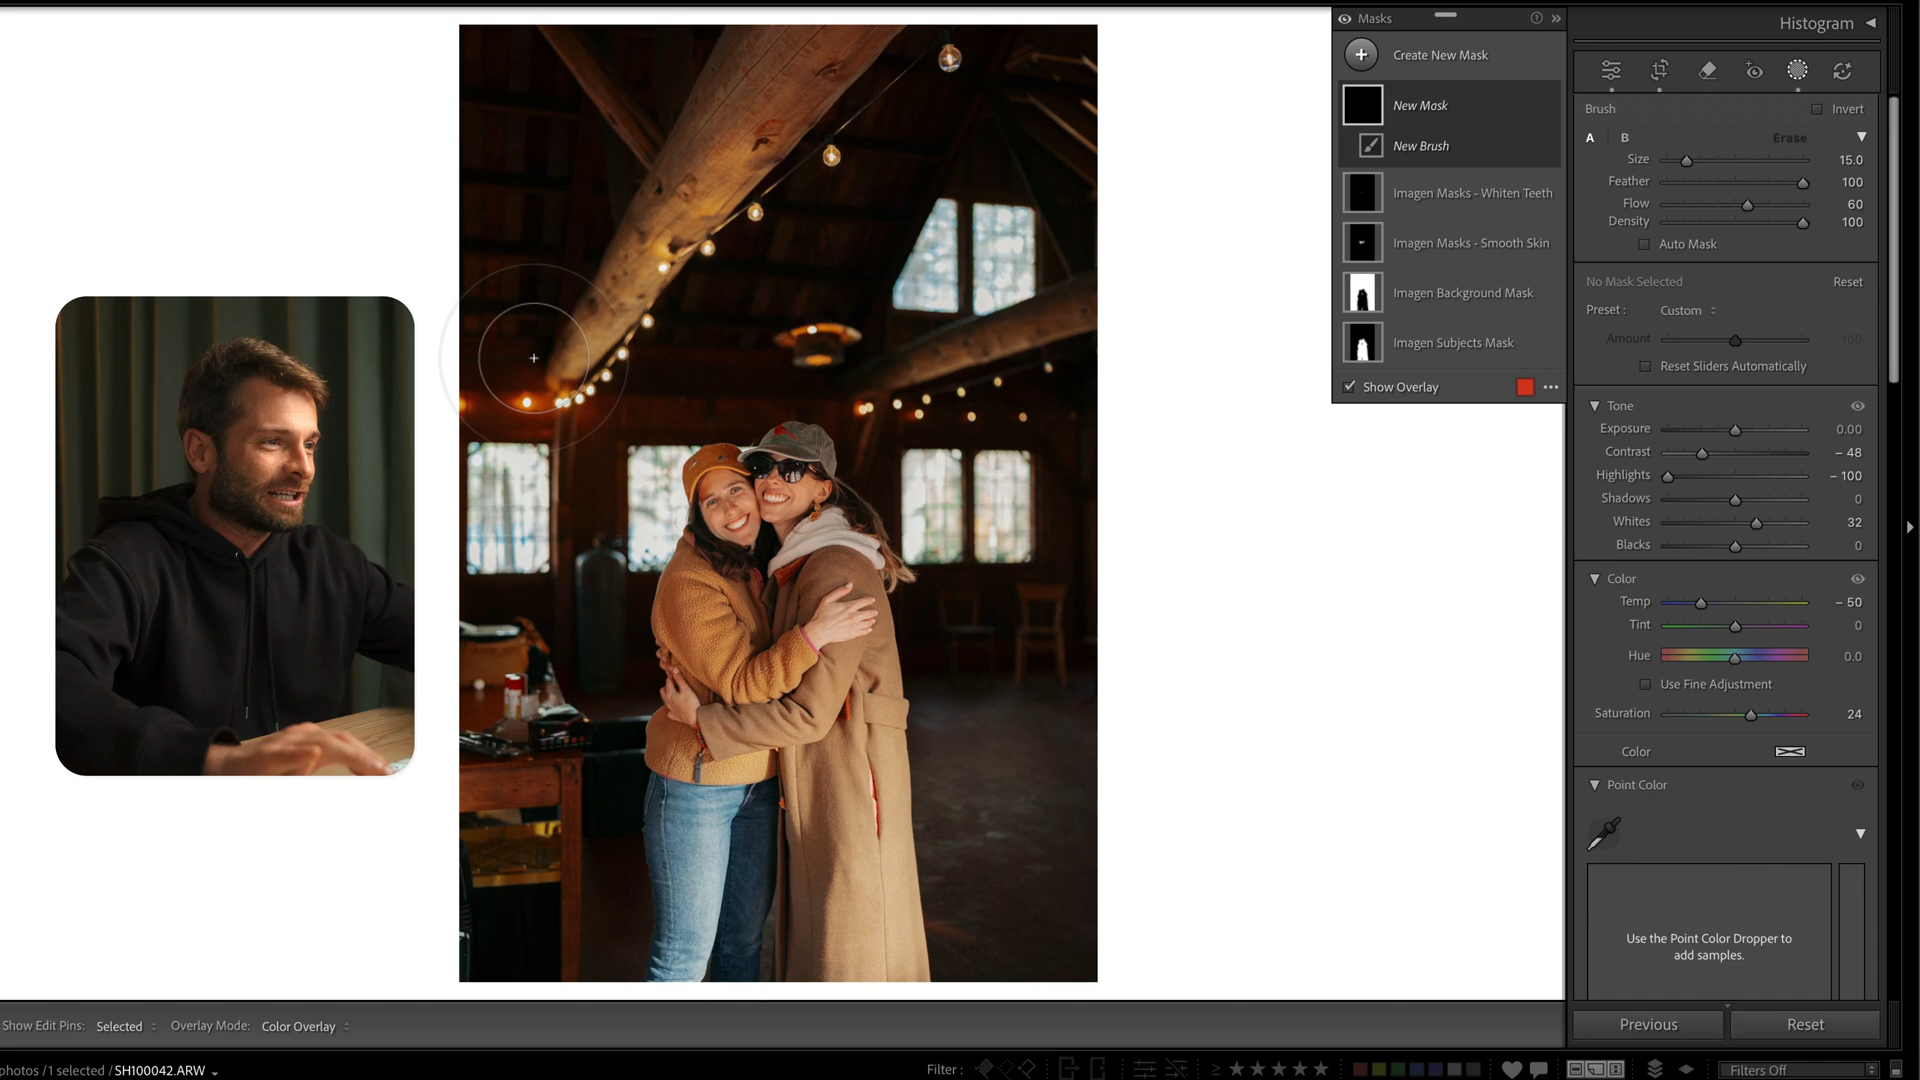 Masks
Create New Mask
New Mask
New Brush
Imagen Masks - Whiten Teeth
Imagen Masks - Smooth Skin
Imagen Background Mask
Imagen Subjects Mask
Show Overlay
Histogram
Brush Invert
A B Erase
Size 15.0
Feather 100
Flow 60
Density 100
Auto Mask
No Mask Selected Reset
Preset : Custom
Amount 100
Reset Sliders Automatically
Tone
Exposure 0.00
Contrast – 48
Highlights – 100
Shadows 0
Whites 32
Blacks 0
Color
Temp – 50
Tint 0
Hue 0.0
Use Fine Adjustment
Saturation 24
Color
Point Color
Use the Point Color Dropper to
add samples.
Previous Reset
Show Edit Pins: Selected Overlay Mode: Color Overlay
photos / 1 selected / SH100042.ARW Filter : ≥ Filters Off